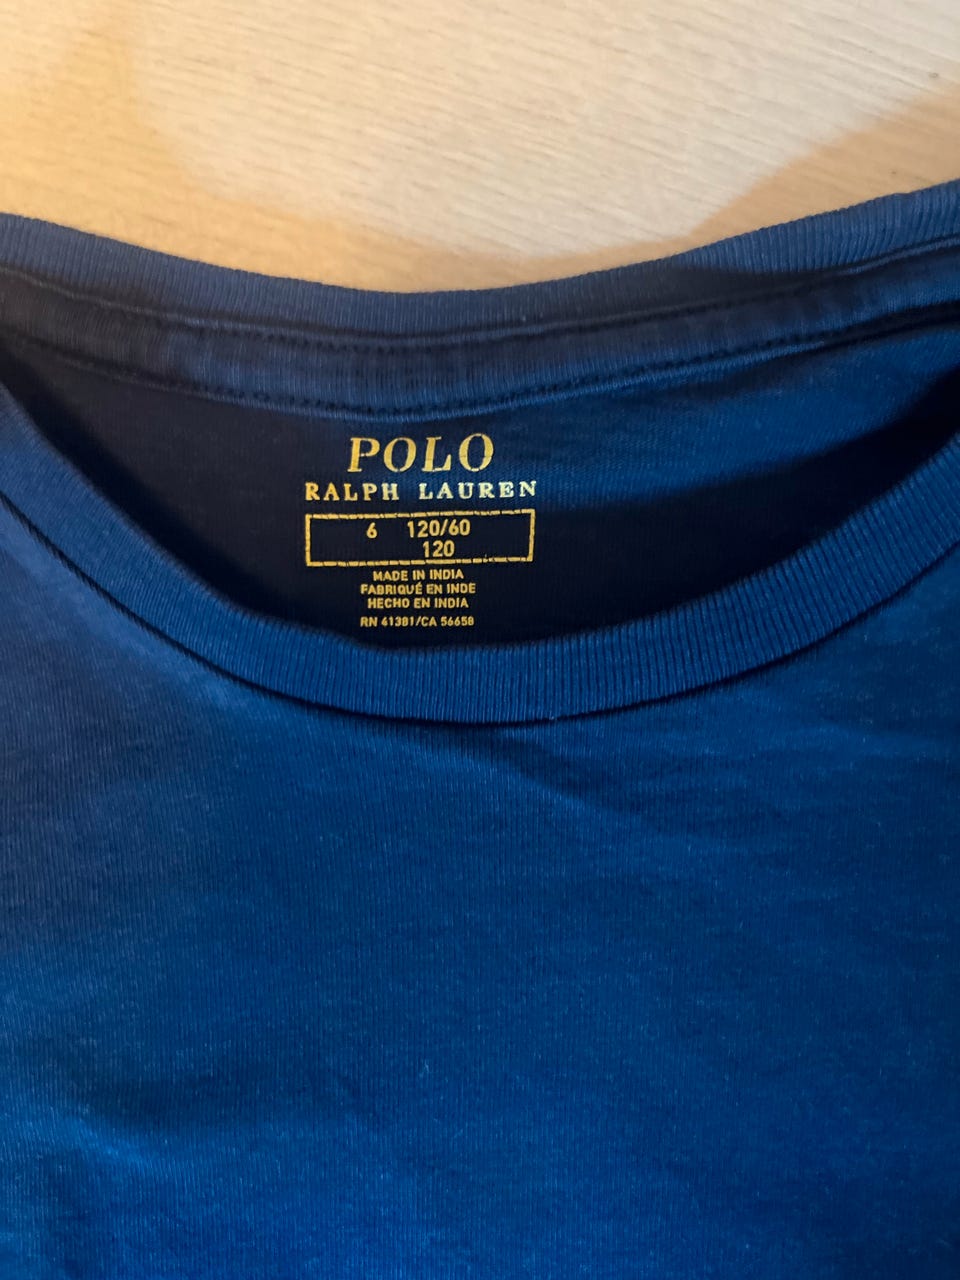 POLO
RALPH LAUREN
6 120/60
120
MADE IN INDIA
FABRIQUÉ EN INDE
HECHO EN INDIA
RN 41381/CA 56658